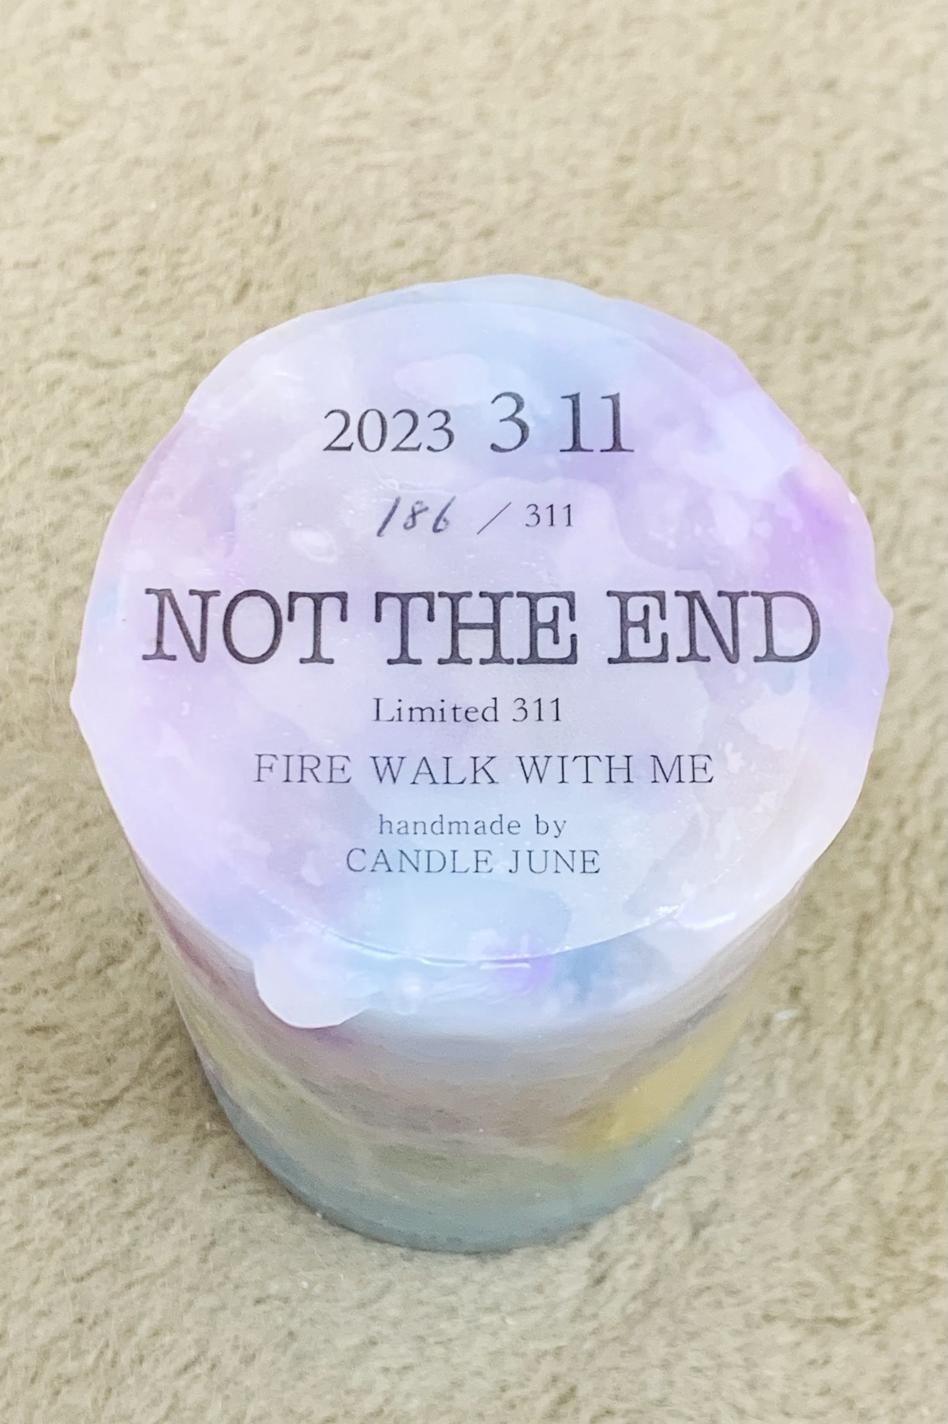 2023 3 11
186 / 311
NOT THE END
Limited 311
FIRE WALK WITH ME
handmade by
CANDLE JUNE